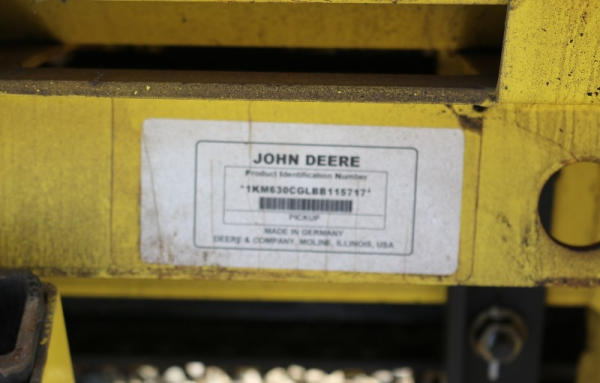 JOHN DEERE
Product Identification Number
*1KM630CGLBB115717*
PICKUP
MADE IN GERMANY
DEERE & COMPANY, MOLINE, ILLINOIS, USA